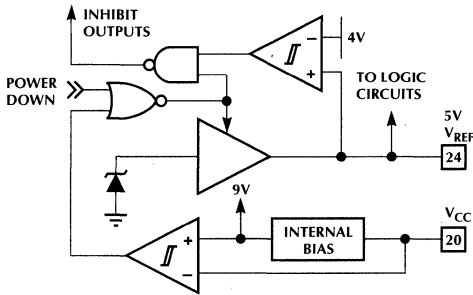 INHIBIT
OUTPUTS
− 4V
+
POWER
DOWN
TO LOGIC
CIRCUITS
5V
VREF
24
9V
VCC
20
INTERNAL
BIAS
+
−